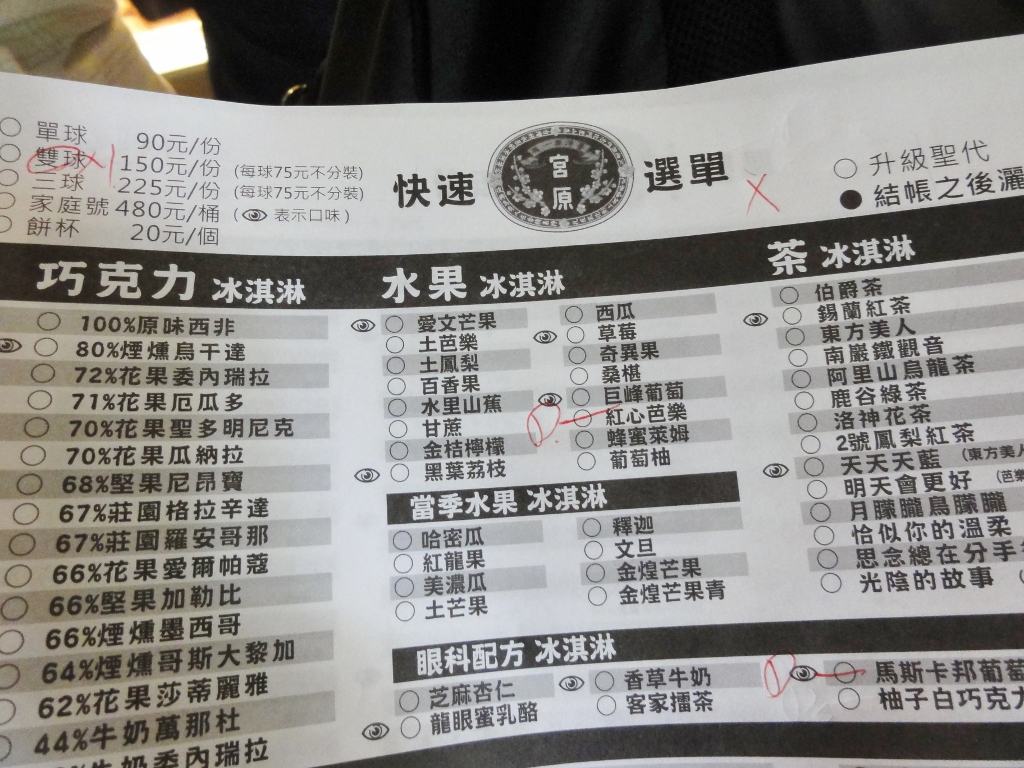 單球 90元/份
雙球 x1 150元/份 (每球75元不分裝)
三球 225元/份 (每球75元不分裝)
家庭號 480元/桶 ( 表示口味)
餅杯 20元/個
快速 宮原 選單
X
升級聖代
結帳之後灑
巧克力 冰淇淋
100%原味西非
80%煙燻烏干達
72%花果委內瑞拉
71%花果厄瓜多
70%花果聖多明尼克
70%花果瓜納拉
68%堅果尼昂寶
67%莊園格拉辛達
67%莊園羅安哥那
66%花果愛爾帕蔻
66%堅果加勒比
66%煙燻墨西哥
64%煙燻哥斯大黎加
62%花果莎蒂麗雅
44%牛奶萬那杜
牛奶委內瑞拉
水果 冰淇淋
愛文芒果
土芭樂
土鳳梨
百香果
水里山蕉
甘蔗
金桔檸檬
黑葉荔枝
西瓜
草莓
奇異果
桑椹
巨峰葡萄
紅心芭樂
蜂蜜萊姆
葡萄柚
當季水果 冰淇淋
哈密瓜
紅龍果
美濃瓜
土芒果
釋迦
文旦
金煌芒果
金煌芒果青
眼科配方 冰淇淋
芝麻杏仁
龍眼蜜乳酪
香草牛奶
客家擂茶
馬斯卡邦葡萄
柚子白巧克力
茶 冰淇淋
伯爵茶
錫蘭紅茶
東方美人
南巖鐵觀音
阿里山烏龍茶
鹿谷綠茶
洛神花茶
2號鳳梨紅茶
天天天藍 (東方美人
明天會更好 (芭樂
月朦朧鳥朦朧
恰似你的溫柔
思念總在分手
光陰的故事 (